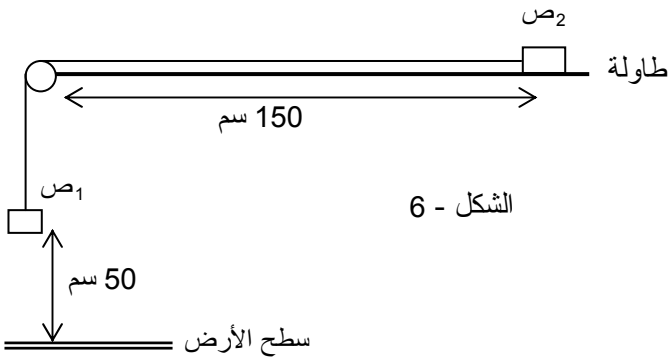 ص2
طاولة
150 سم
ص1
الشكل - 6
50 سم
سطح الأرض